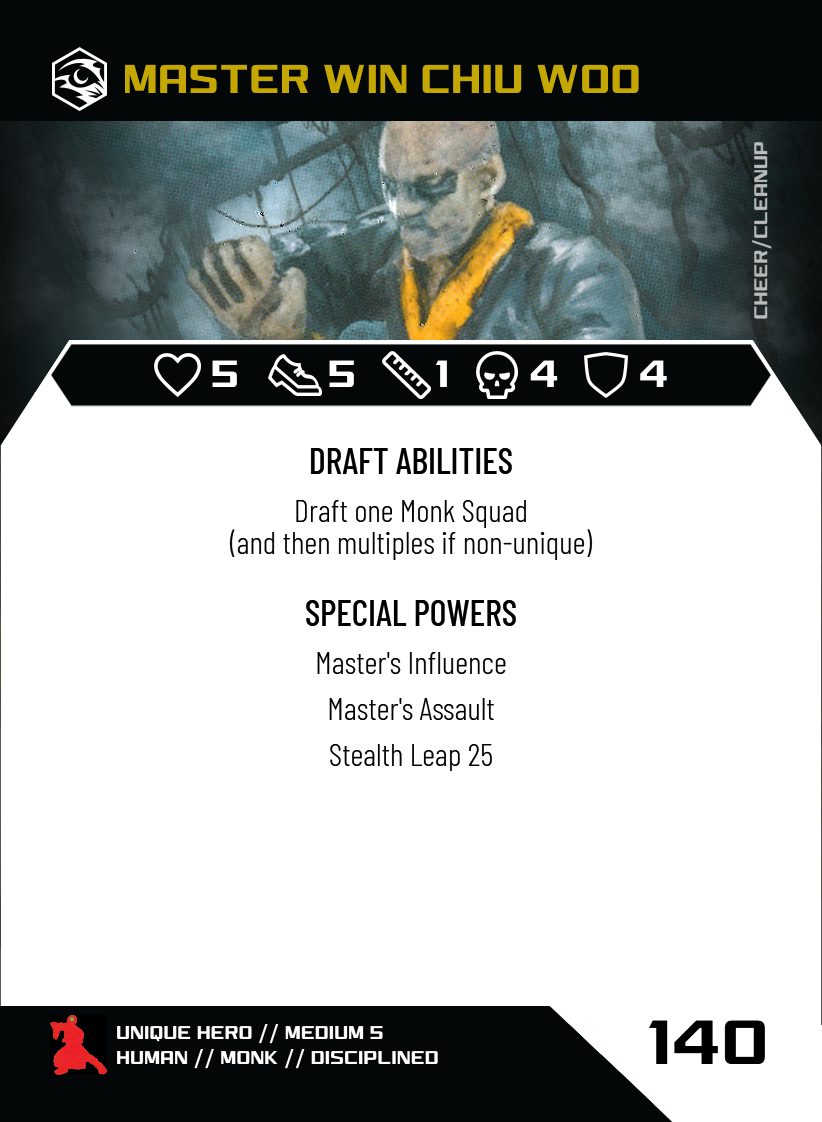 MASTER WIN CHIU WOO
CHEER/CLEANUP
5 5 1 4 4
DRAFT ABILITIES
Draft one Monk Squad
(and then multiples if non-unique)
SPECIAL POWERS
Master's Influence
Master's Assault
Stealth Leap 25
UNIQUE HERO // MEDIUM 5
HUMAN // MONK // DISCIPLINED
140